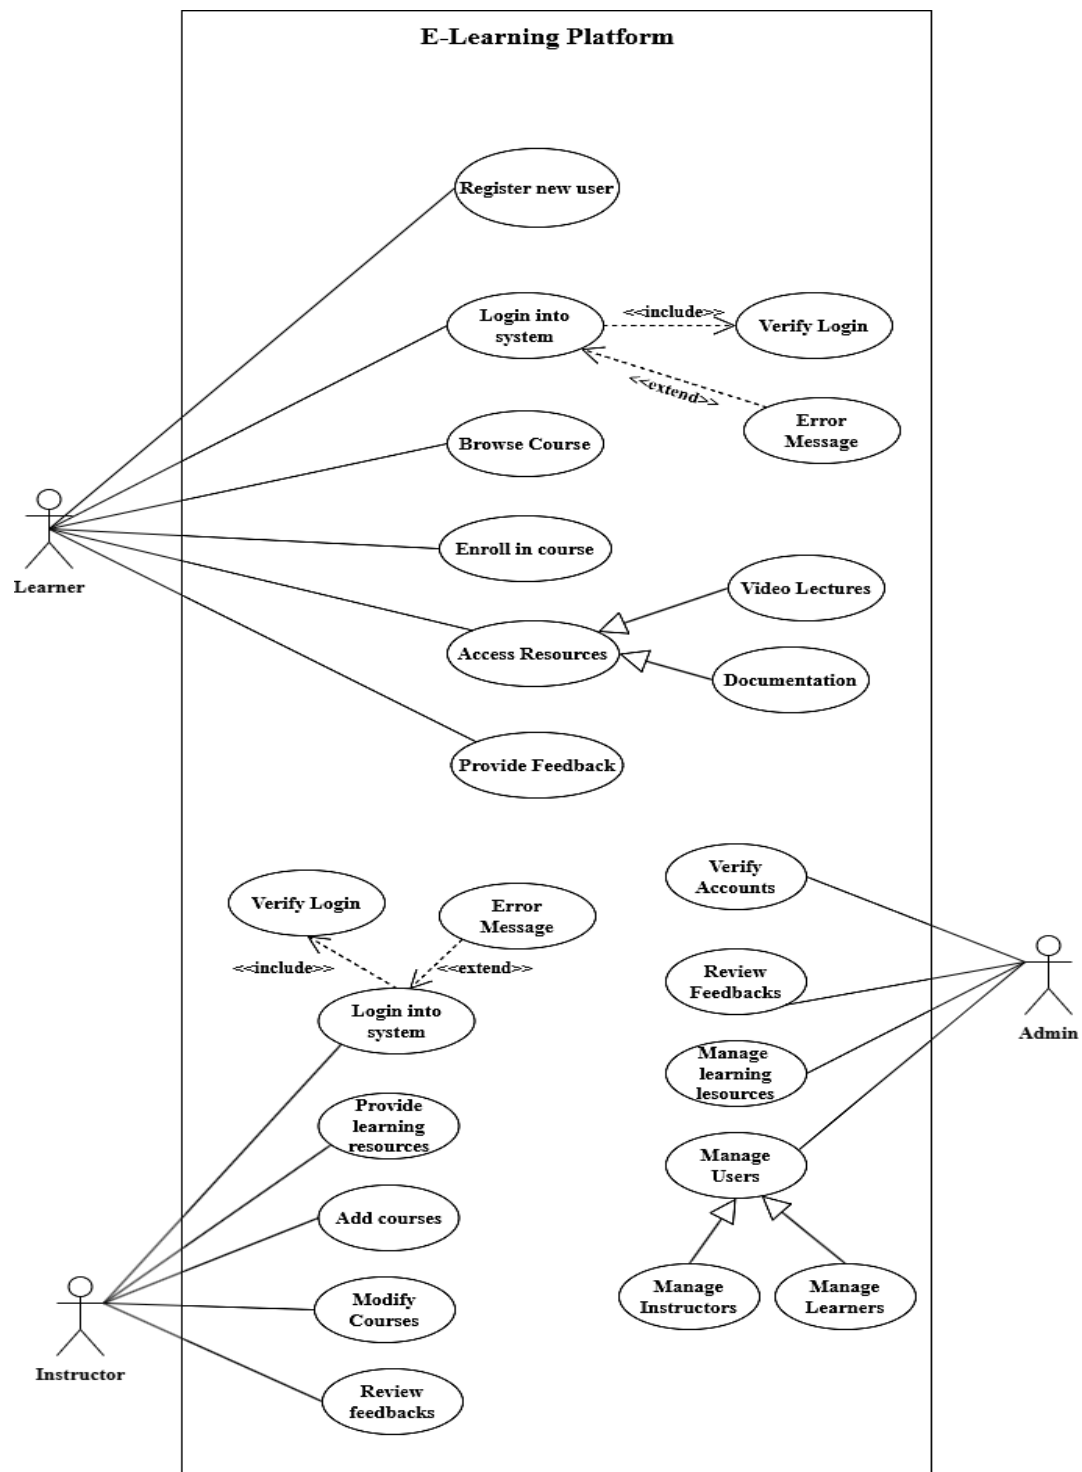 E-Learning Platform
Register new user
Login into
system
<<include>>
Verify Login
<<extend>>
Error
Message
Browse Course
Enroll in course
Learner
Video Lectures
Access Resources
Documentation
Provide Feedback
Verify Login
Error
Message
<<include>>
<<extend>>
Login into
system
Provide
learning
resources
Add courses
Modify
Courses
Review
feedbacks
Instructor
Verify
Accounts
Review
Feedbacks
Manage
learning
lesources
Manage
Users
Manage
Instructors
Manage
Learners
Admin